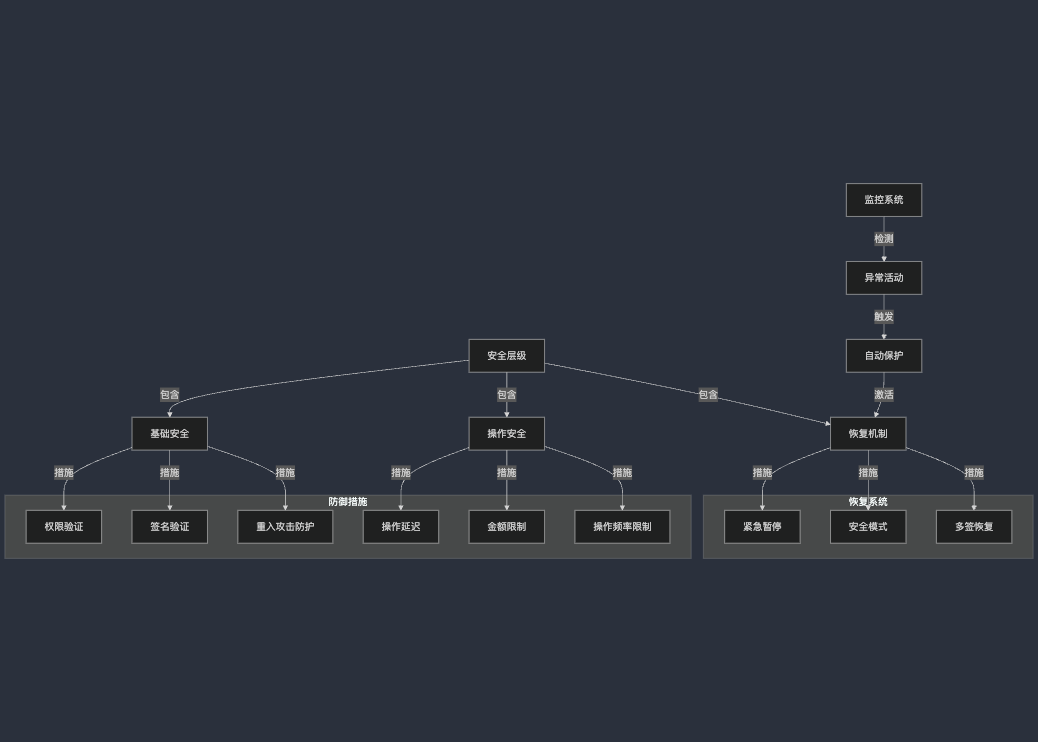 监控系统
检测
异常活动
触发
安全层级
自动保护
包含
包含
包含
激活
基础安全
操作安全
恢复机制
措施
措施
措施
措施
措施
措施
措施
措施
措施
防御措施
恢复系统
权限验证
签名验证
重入攻击防护
操作延迟
金额限制
操作频率限制
紧急暂停
安全模式
多签恢复